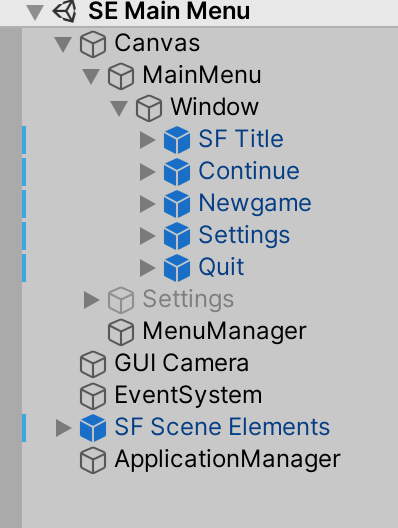 SE Main Menu
Canvas
MainMenu
Window
SF Title
Continue
Newgame
Settings
Quit
Settings
MenuManager
GUI Camera
EventSystem
SF Scene Elements
ApplicationManager